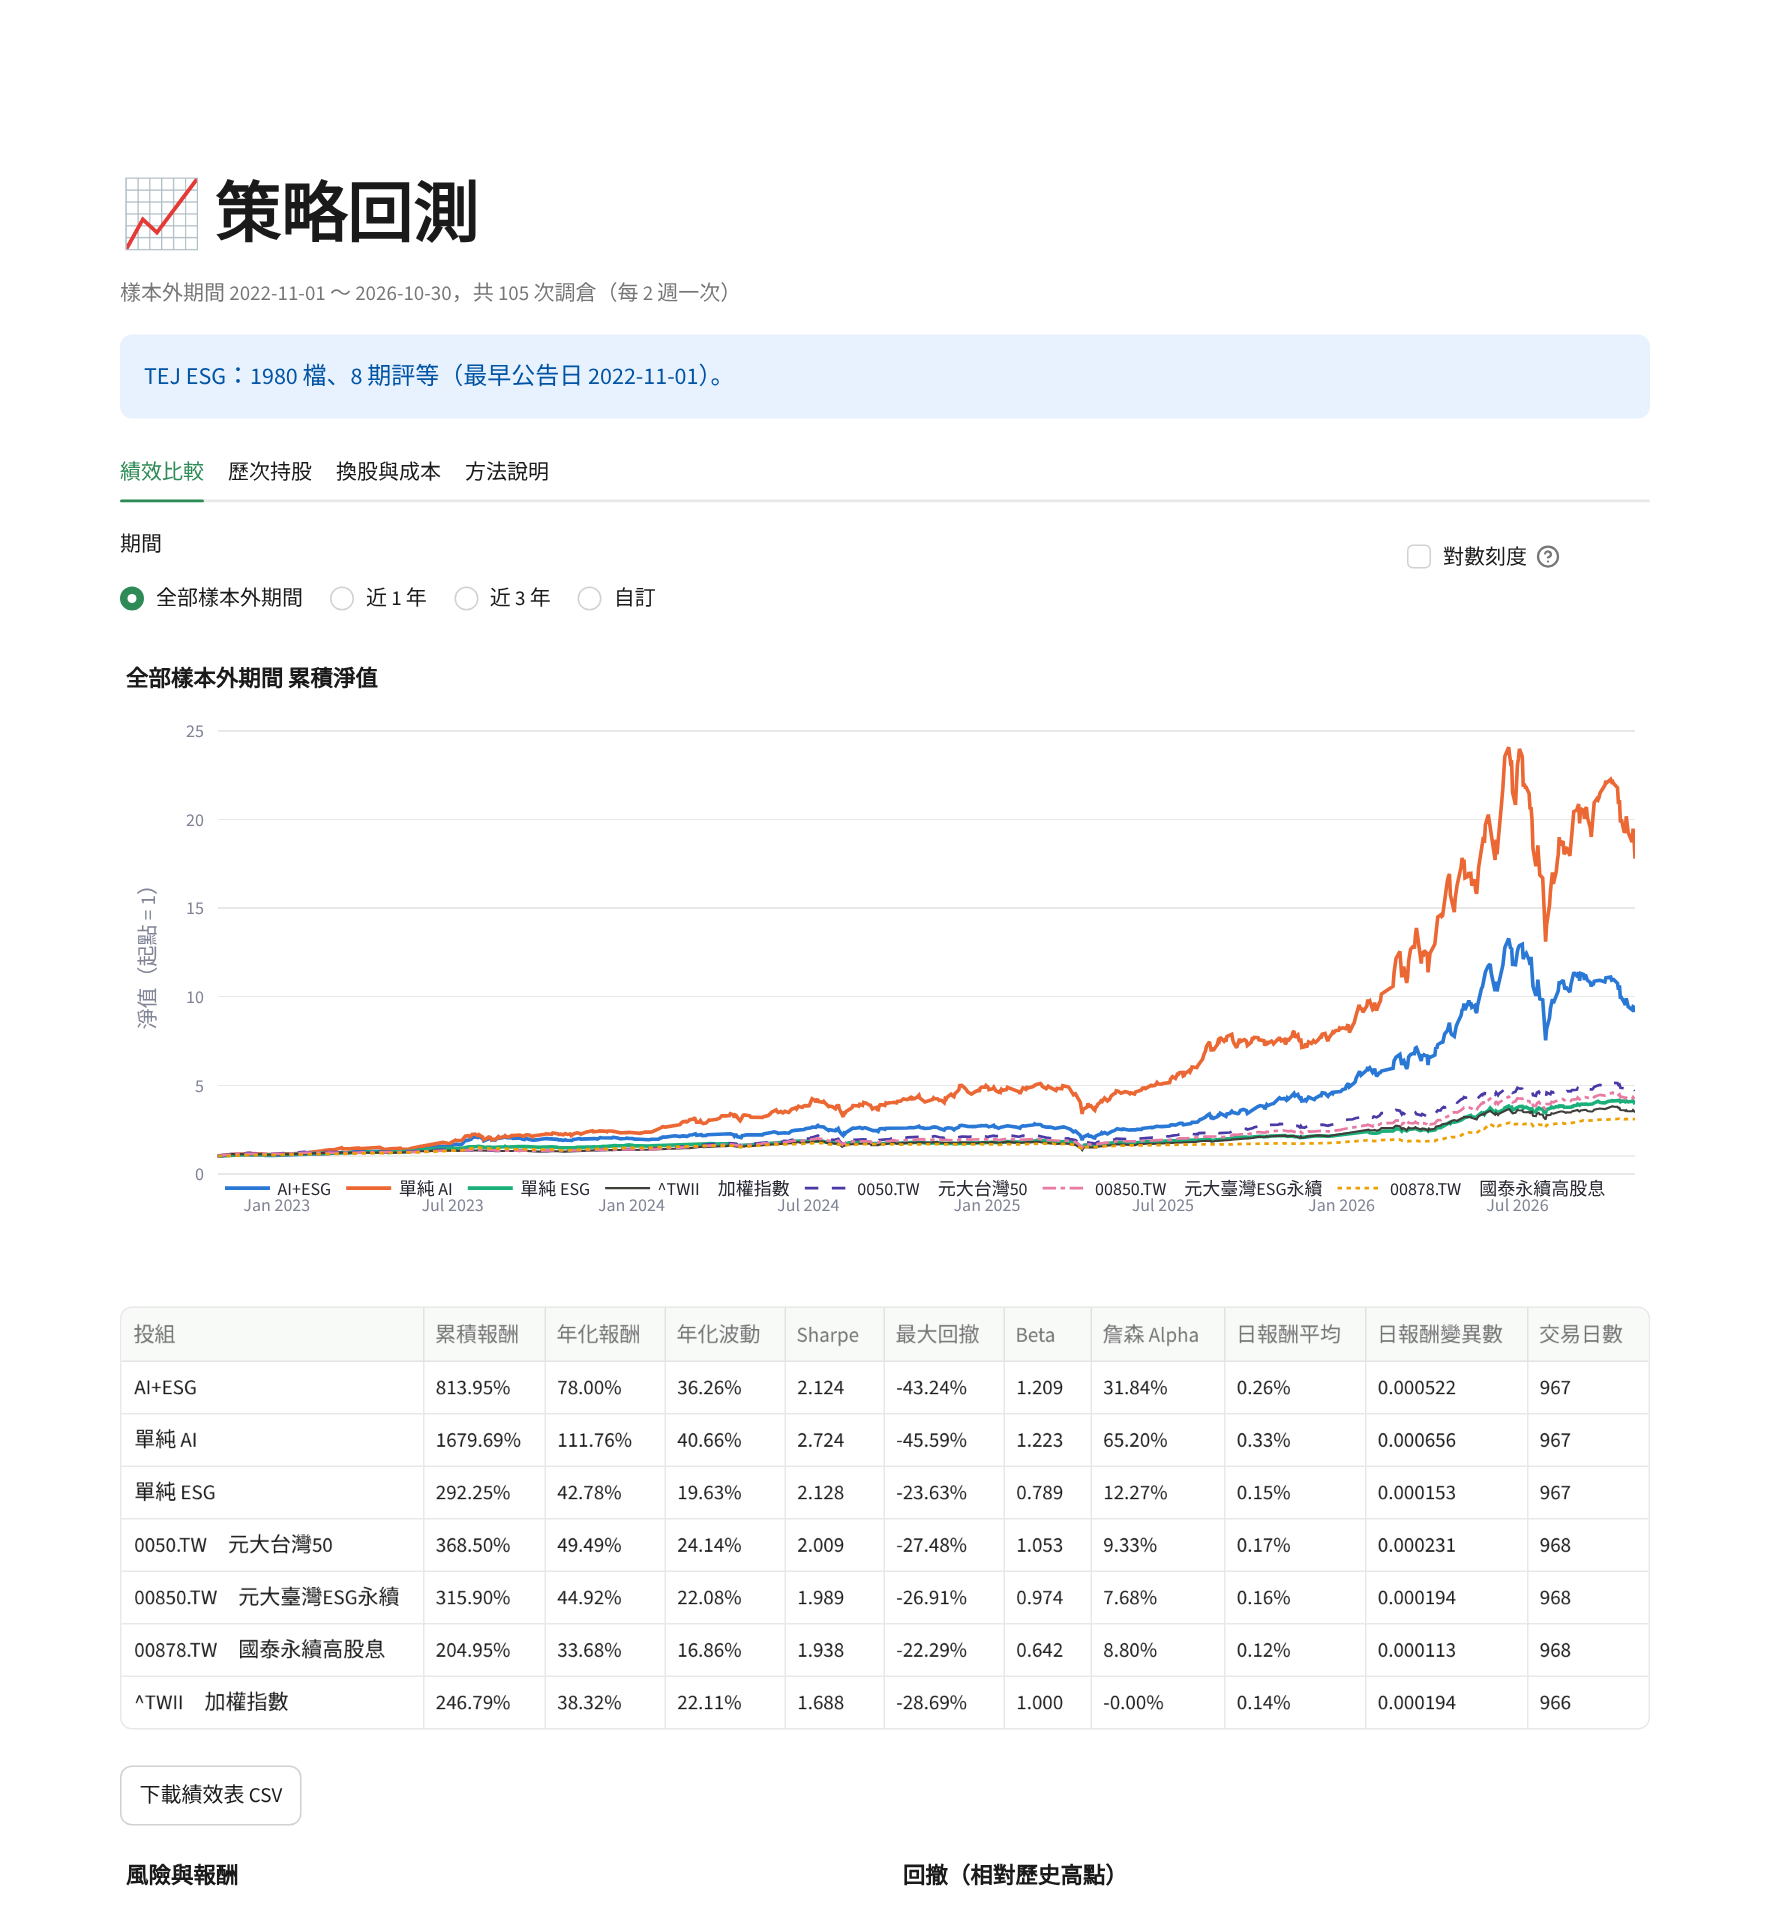 📈 策略回測
樣本外期間 2022-11-01 ～ 2026-10-30，共 105 次調倉（每 2 週一次）
TEJ ESG：1980 檔、8 期評等（最早公告日 2022-11-01）。
績效比較 歷次持股 換股與成本 方法說明
期間
對數刻度
全部樣本外期間 近 1 年 近 3 年 自訂
全部樣本外期間 累積淨值
淨值（起點 = 1）
25
20
15
10
5
0
AI+ESG 單純 AI 單純 ESG ^TWII 加權指數 0050.TW 元大台灣50 00850.TW 元大臺灣ESG永續 00878.TW 國泰永續高股息
Jan 2023 Jul 2023 Jan 2024 Jul 2024 Jan 2025 Jul 2025 Jan 2026 Jul 2026
投組 累積報酬 年化報酬 年化波動 Sharpe 最大回撤 Beta 詹森 Alpha 日報酬平均 日報酬變異數 交易日數
AI+ESG 813.95% 78.00% 36.26% 2.124 -43.24% 1.209 31.84% 0.26% 0.000522 967
單純 AI 1679.69% 111.76% 40.66% 2.724 -45.59% 1.223 65.20% 0.33% 0.000656 967
單純 ESG 292.25% 42.78% 19.63% 2.128 -23.63% 0.789 12.27% 0.15% 0.000153 967
0050.TW 元大台灣50 368.50% 49.49% 24.14% 2.009 -27.48% 1.053 9.33% 0.17% 0.000231 968
00850.TW 元大臺灣ESG永續 315.90% 44.92% 22.08% 1.989 -26.91% 0.974 7.68% 0.16% 0.000194 968
00878.TW 國泰永續高股息 204.95% 33.68% 16.86% 1.938 -22.29% 0.642 8.80% 0.12% 0.000113 968
^TWII 加權指數 246.79% 38.32% 22.11% 1.688 -28.69% 1.000 -0.00% 0.14% 0.000194 966
下載績效表 CSV
風險與報酬 回撤（相對歷史高點）